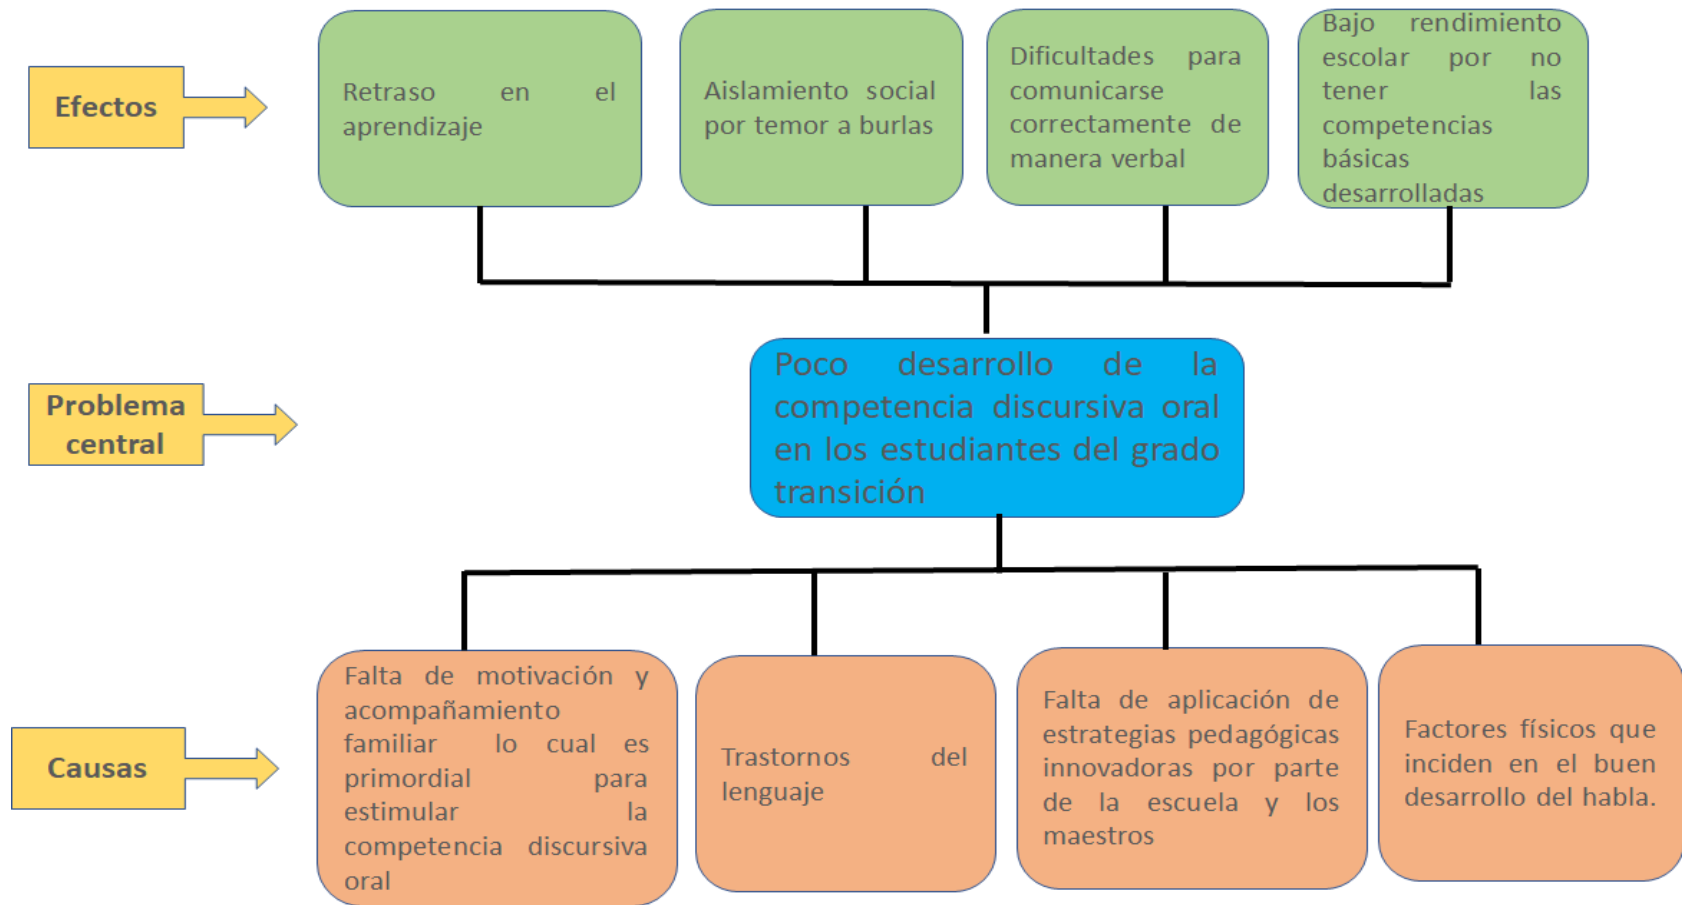 Efectos
Retraso en el
aprendizaje
Aislamiento social
por temor a burlas
Dificultades para
comunicarse
correctamente de
manera verbal
Bajo rendimiento
escolar por no
tener las
competencias
básicas
desarrolladas
Problema
central
Poco desarrollo de la
competencia discursiva oral
en los estudiantes del grado
transición
Causas
Falta de motivación y
acompañamiento
familiar lo cual es
primordial para
estimular la
competencia discursiva
oral
Trastornos del
lenguaje
Falta de aplicación de
estrategias pedagógicas
innovadoras por parte
de la escuela y los
maestros
Factores físicos que
inciden en el buen
desarrollo del habla.